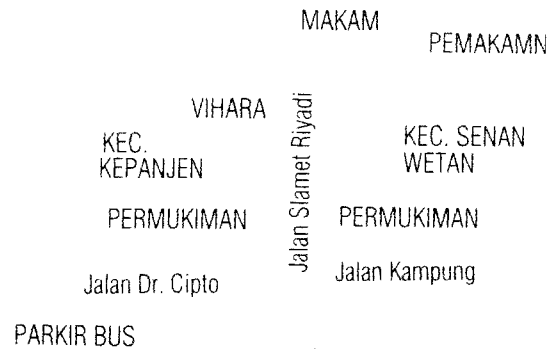 MAKAM
PEMAKAMN
VIHARA
Jalan Slamet Riyadi
KEC.
KEPANJEN
KEC. SENAN
WETAN
PERMUKIMAN
PERMUKIMAN
Jalan Dr. Cipto
Jalan Kampung
PARKIR BUS